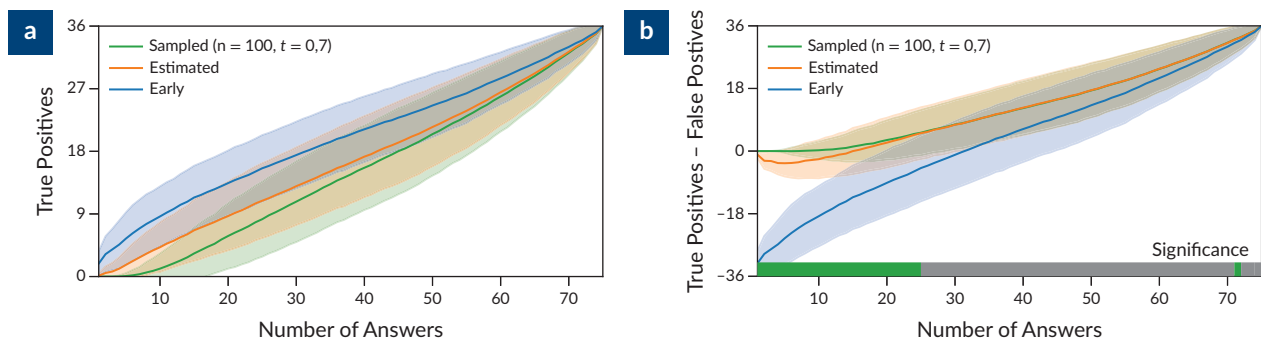 a
True Positives
36
27
18
9
0
Sampled (n = 100, t = 0,7)
Estimated
Early
10
20
30
40
50
60
70
Number of Answers
b
True Positives – False Postives
36
18
0
−18
−36
Sampled (n = 100, t = 0,7)
Estimated
Early
Significance
10
20
30
40
50
60
70
Number of Answers